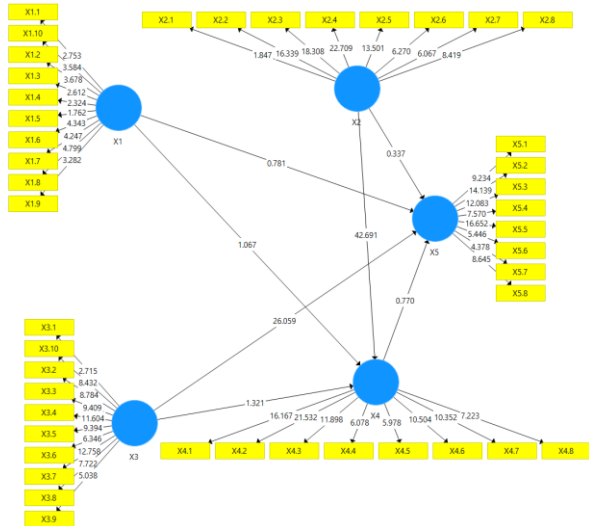 X1.1
X1.10
X1.2
X1.3
X1.4
X1.5
X1.6
X1.7
X1.8
X1.9
2.753
3.584
3.678
2.612
2.324
1.762
4.343
4.247
4.799
3.282
X1
X2.1
X2.2
X2.3
X2.4
X2.5
X2.6
X2.7
X2.8
1.847
16.339
18.308
22.709
13.501
6.270
6.067
8.419
X2
0.781
0.337
1.067
42.691
26.059
0.770
1.321
X5.1
X5.2
X5.3
X5.4
X5.5
X5.6
X5.7
X5.8
9.234
14.139
12.083
7.570
16.652
5.446
4.378
8.645
X5
X3.1
X3.10
X3.2
X3.3
X3.4
X3.5
X3.6
X3.7
X3.8
X3.9
2.715
8.432
8.784
9.409
11.604
9.394
6.346
12.758
7.722
5.038
X3
X4
16.167
21.532
11.898
6.078
5.978
10.504
10.352
7.223
X4.1
X4.2
X4.3
X4.4
X4.5
X4.6
X4.7
X4.8